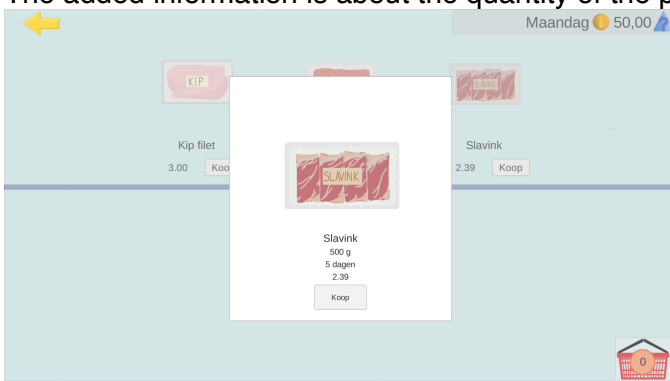 The added information is about the quantity of the p
Maandag 50,00
KIP
SLAVINK
Kip filet
Slavink
3.00 Koo
2.39 Koop
SLAVINK
Slavink
500 g
5 dagen
2.39
Koop
0